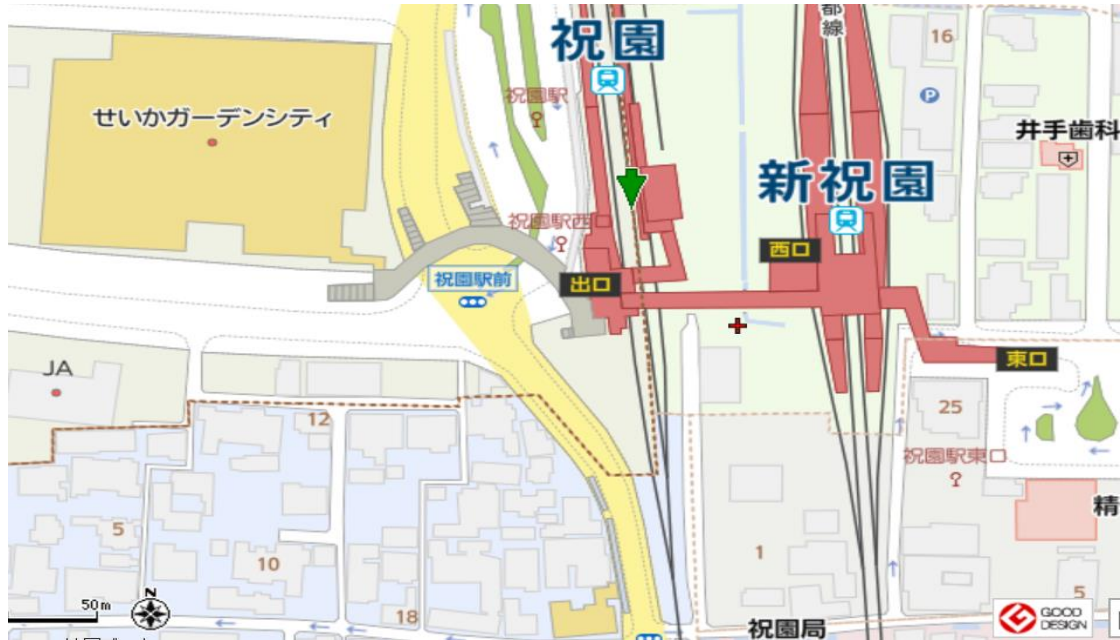 祝園
都線
16
せいかガーデンシティ
祝園駅
P
井手歯科
新祝園
祝園駅西口
西口
祝園駅前
出口
JA
東口
12
25
祝園駅東口
精
5
10
1
18
5
50m
N
祝園局
GOOD
DESIGN